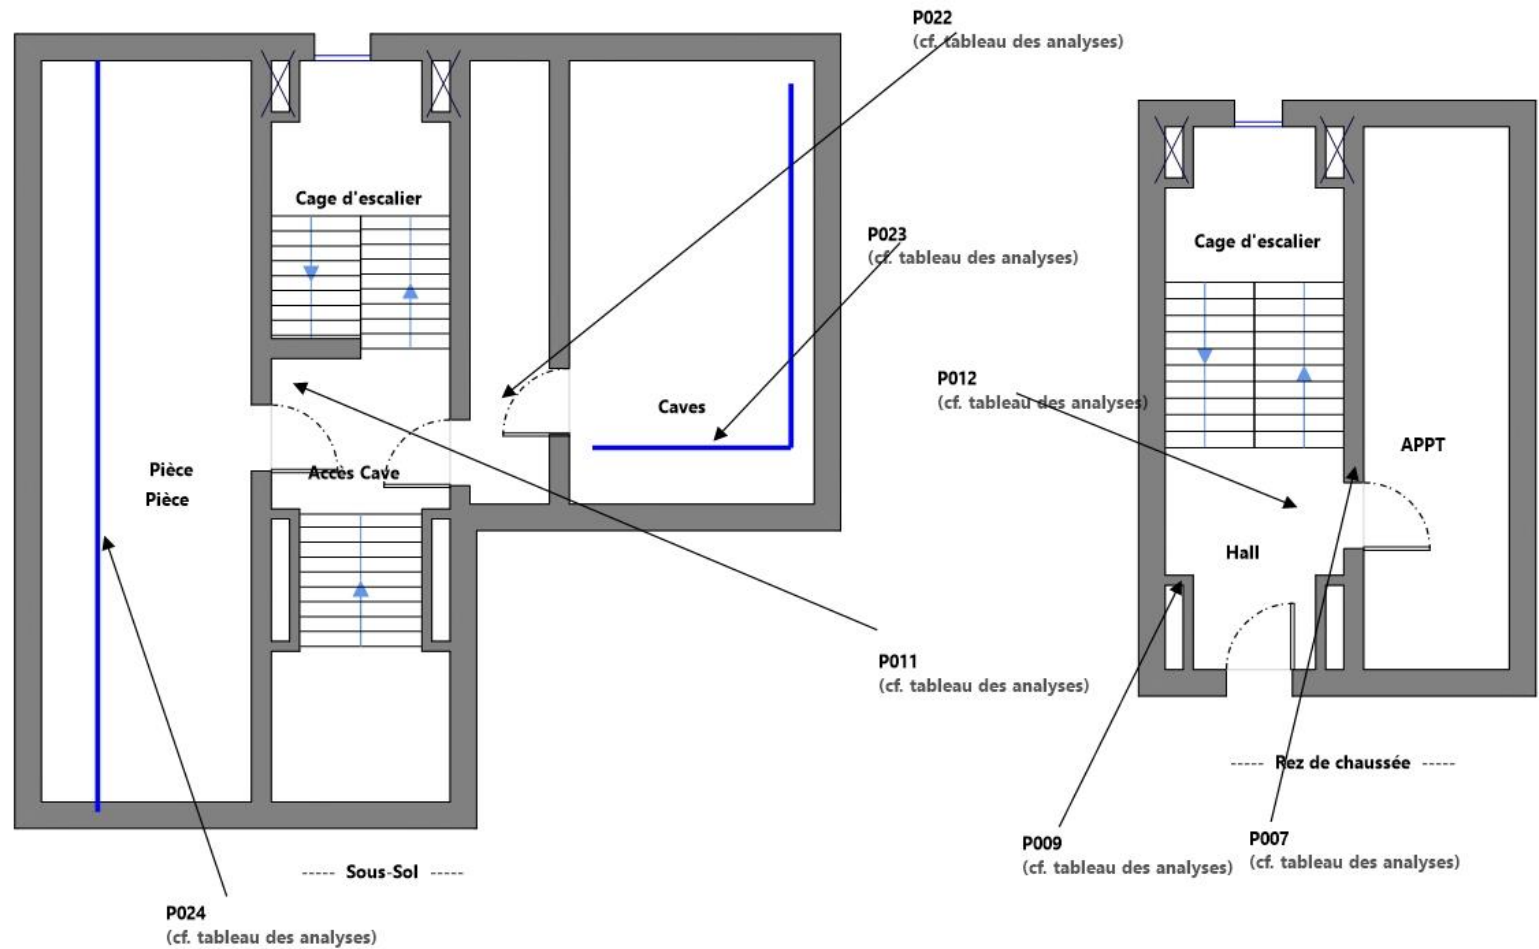 P022
(cf. tableau des analyses)
Cage d'escalier
P023
(cf. tableau des analyses)
Cage d'escalier
P012
(cf. tableau des analyses)
Caves
APPT
Pièce
Accès Cave
Pièce
Hall
P011
(cf. tableau des analyses)
----- Rez de chaussée -----
P009
(cf. tableau des analyses)
P007
(cf. tableau des analyses)
----- Sous-Sol -----
P024
(cf. tableau des analyses)